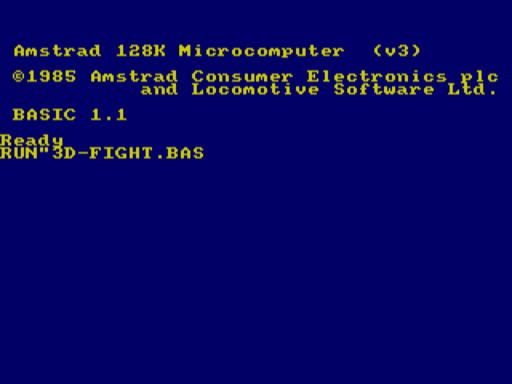 Amstrad 128K Microcomputer  (v3)
©1985 Amstrad Consumer Electronics plc
and Locomotive Software Ltd.
BASIC 1.1
Ready
RUN"3D-FIGHT.BAS